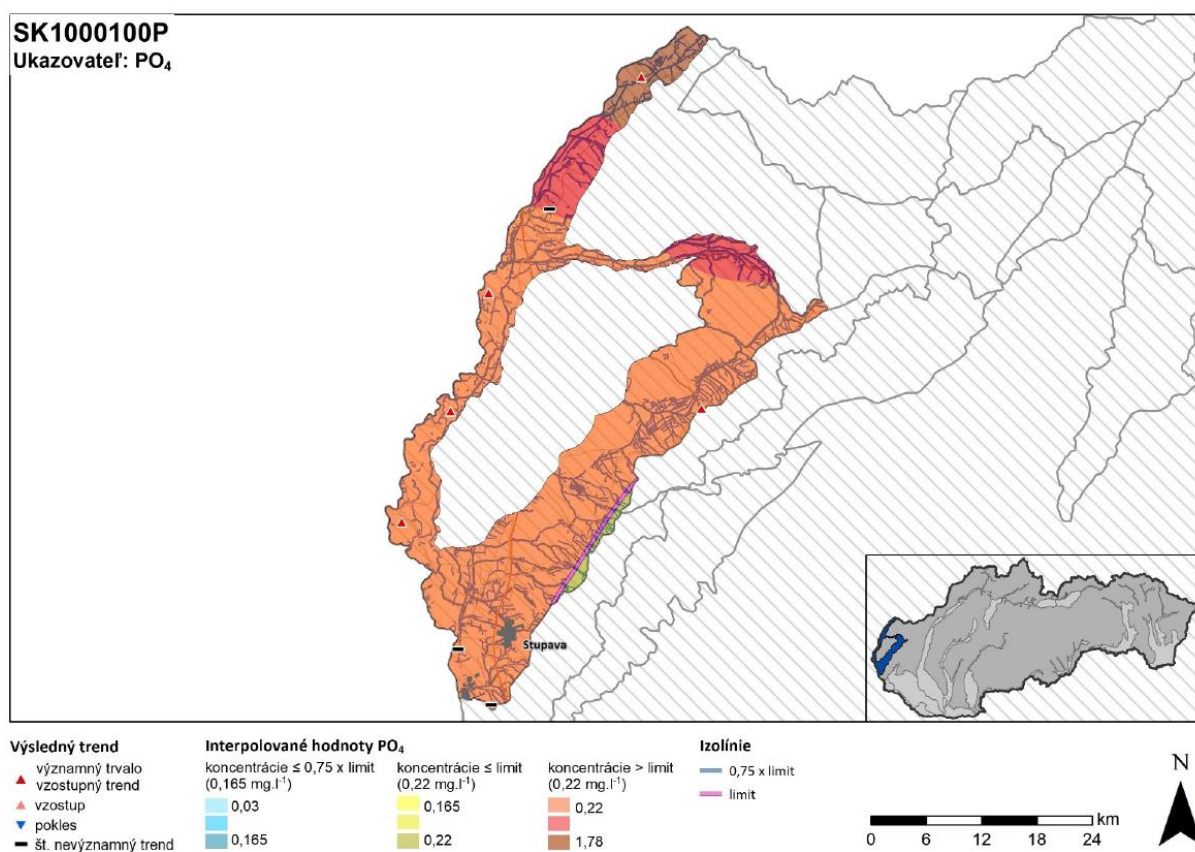 SK1000100P
Ukazovateľ: PO₄
Stupava
Výsledný trend
významný trvalo
vzostupný trend
vzostup
pokles
št. nevýznamný trend
Interpolované hodnoty PO₄
koncentrácie ≤ 0,75 x limit
(0,165 mg.l⁻¹)
0,03
0,165
koncentrácie ≤ limit
(0,22 mg.l⁻¹)
0,165
0,22
koncentrácie > limit
(0,22 mg.l⁻¹)
0,22
1,78
Izolínie
0,75 x limit
limit
N
km
0 6 12 18 24